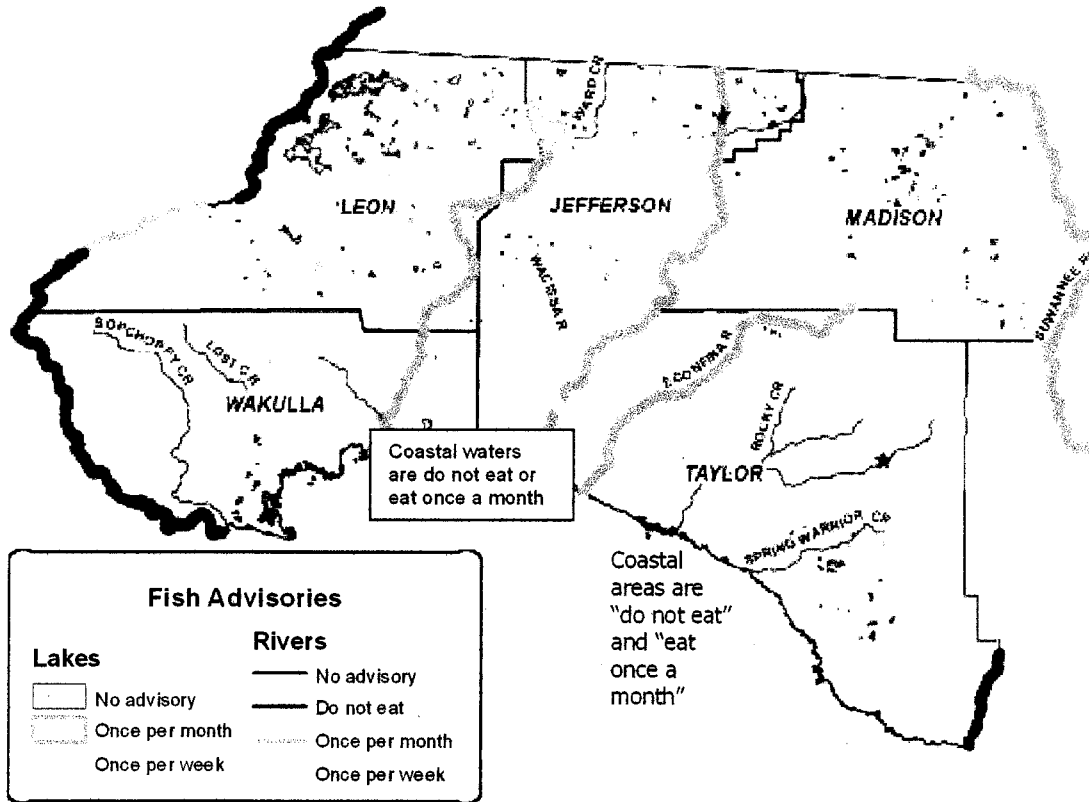 WARD CR
LEON
JEFFERSON
MADISON
WACISSA R
SUWANNEE R
SOPCHOPPY CR
LOST CR
WAKULLA
ECONFINA R
ROCKY CR
TAYLOR
SPRING WARRIOR CR
Coastal waters
are do not eat or
eat once a month
Coastal
areas are
“do not eat”
and “eat
once a
month”
Fish Advisories
Lakes
No advisory
Once per month
Once per week
Rivers
No advisory
Do not eat
Once per month
Once per week